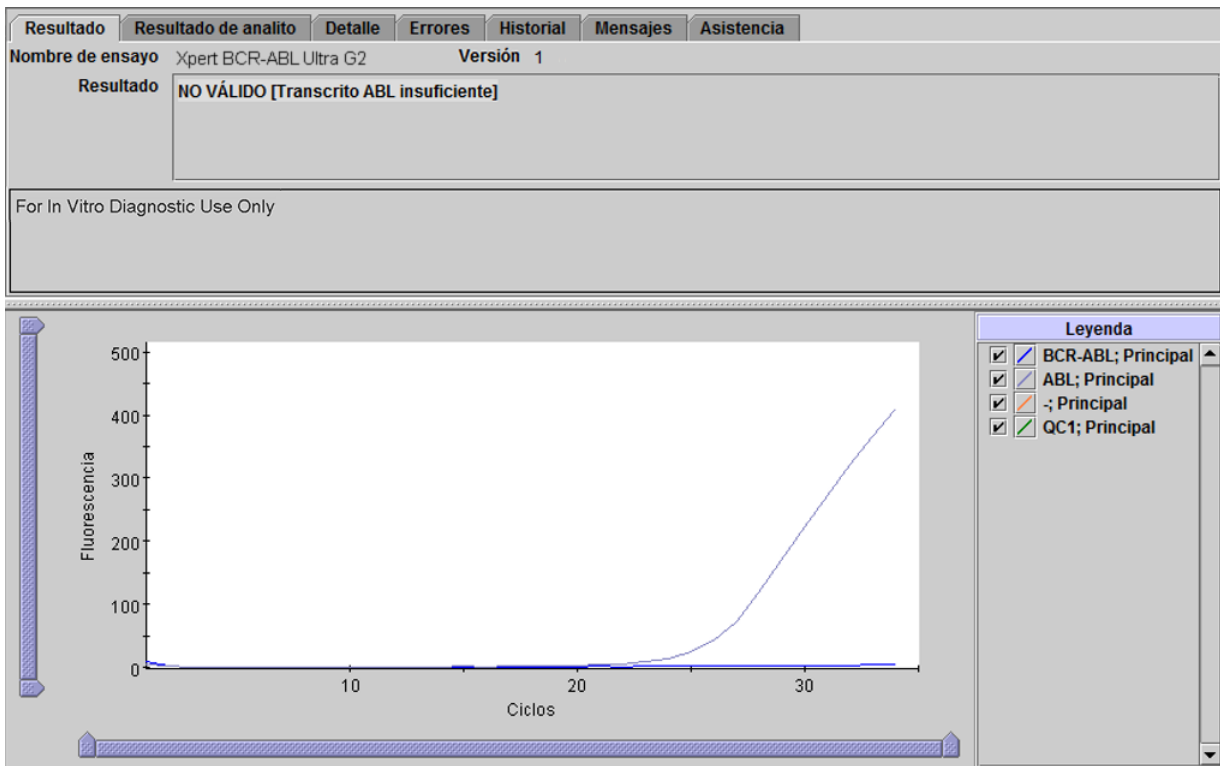 Resultado Resultado de analito Detalle Errores Historial Mensajes Asistencia
Nombre de ensayo Xpert BCR-ABL Ultra G2 Versión 1
Resultado NO VÁLIDO [Transcrito ABL insuficiente]
For In Vitro Diagnostic Use Only
Leyenda
BCR-ABL; Principal
ABL; Principal
-; Principal
QC1; Principal
500
400
300
200
100
0
Fluorescencia
10 20 30
Ciclos